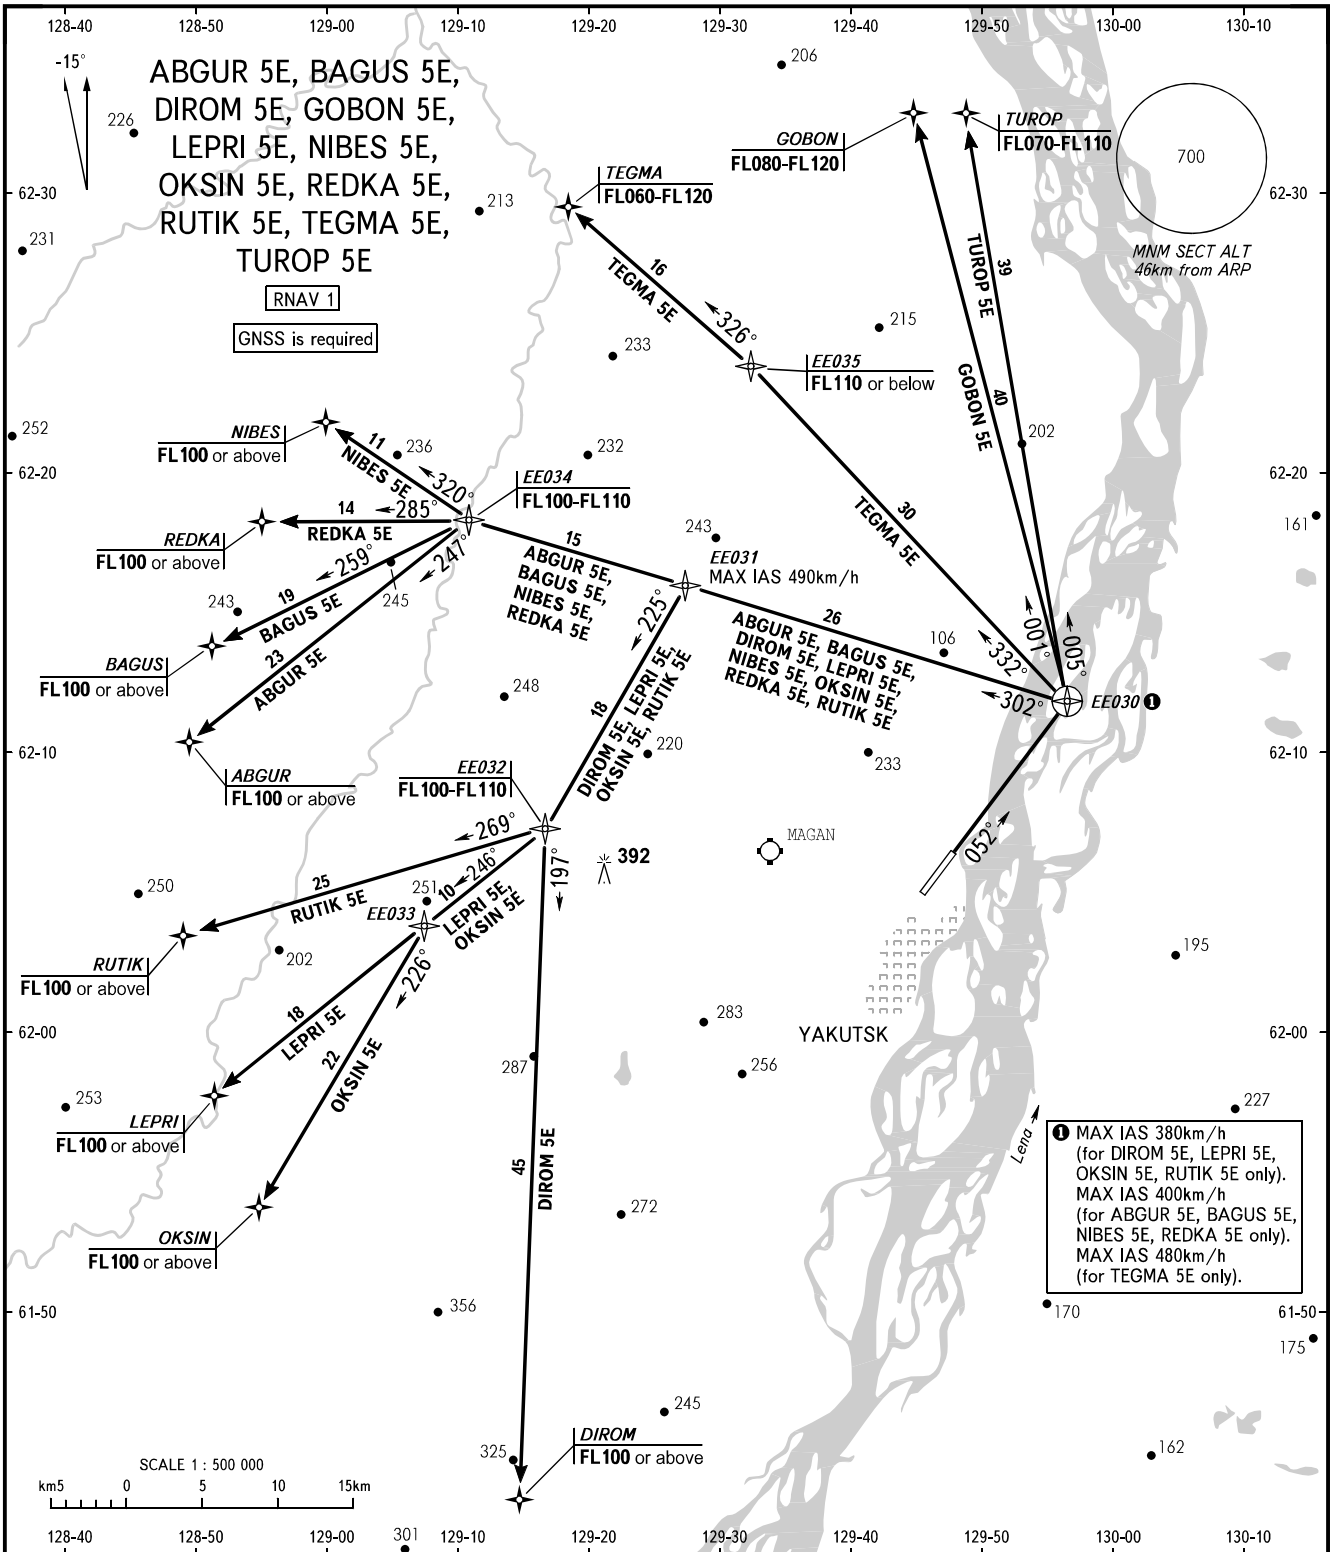 128-40 128-50 129-00 129-10 129-20 129-30 129-40 129-50 130-00 130-10
-15°
ABGUR 5E, BAGUS 5E,
DIROM 5E, GOBON 5E,
LEPRI 5E, NIBES 5E,
OKSIN 5E, REDKA 5E,
RUTIK 5E, TEGMA 5E,
TUROP 5E
RNAV 1
GNSS is required
206
226
GOBON
FL080-FL120
TUROP
FL070-FL110
700
MNM SECT ALT
46km from ARP
62-30
62-30
TEGMA
FL060-FL120
213
231
16
TEGMA 5E
326°
39
TUROP 5E
215
233
EE035
FL110 or below
40
GOBON 5E
252
NIBES
FL100 or above
11
NIBES 5E
236
232
202
62-20
62-20
320°
EE034
FL100-FL110
285°
14
REDKA 5E
30
TEGMA 5E
161
REDKA
FL100 or above
247°
259°
15
ABGUR 5E,
BAGUS 5E,
NIBES 5E,
REDKA 5E
243
EE031
MAX IAS 490km/h
245
19
BAGUS 5E
243
225°
26
ABGUR 5E, BAGUS 5E,
DIROM 5E, LEPRI 5E,
NIBES 5E, OKSIN 5E,
REDKA 5E, RUTIK 5E
106
332°
001°
005°
302°
EE030 1
BAGUS
FL100 or above
23
ABGUR 5E
248
18
DIROM 5E, LEPRI 5E,
OKSIN 5E, RUTIK 5E
220
233
62-10
62-10
ABGUR
FL100 or above
EE032
FL100-FL110
052°
269°
246°
197°
392
MAGAN
250
25
RUTIK 5E
251
10
LEPRI 5E,
OKSIN 5E
EE033
202
226°
195
RUTIK
FL100 or above
18
LEPRI 5E
22
OKSIN 5E
283
YAKUTSK
62-00
62-00
287
256
253
LEPRI
FL100 or above
227
Lena
45
DIROM 5E
1 MAX IAS 380km/h
(for DIROM 5E, LEPRI 5E,
OKSIN 5E, RUTIK 5E only).
MAX IAS 400km/h
(for ABGUR 5E, BAGUS 5E,
NIBES 5E, REDKA 5E only).
MAX IAS 480km/h
(for TEGMA 5E only).
272
OKSIN
FL100 or above
356
170
61-50
61-50
175
245
DIROM
FL100 or above
325
162
SCALE 1 : 500 000
km5 0 5 10 15km
301
128-40 128-50 129-00 129-10 129-20 129-30 129-40 129-50 130-00 130-10